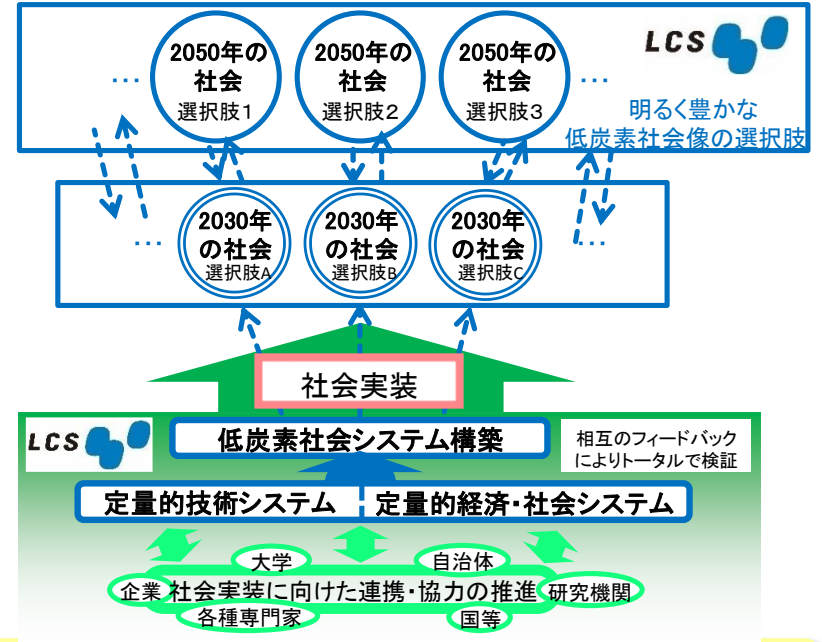 2050年の
社会
選択肢1
2050年の
社会
選択肢2
2050年の
社会
選択肢3
…
…
LCS
明るく豊かな
低炭素社会像の選択肢
2030年
の社会
選択肢A
2030年
の社会
選択肢B
2030年
の社会
選択肢C
…
…
社会実装
LCS
低炭素社会システム構築
相互のフィードバック
によりトータルで検証
定量的技術システム
定量的経済・社会システム
大学
自治体
企業
社会実装に向けた連携・協力の推進
研究機関
各種専門家
国等